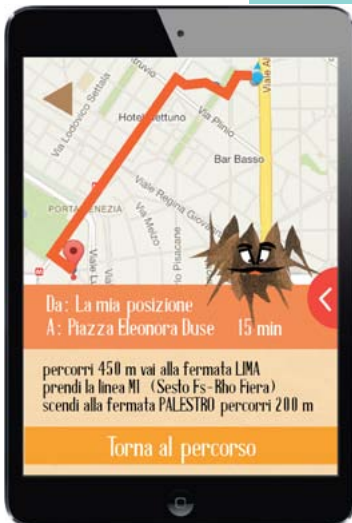 Via Lodovico Settala
Hotel Nettuno
Via Plinio
Bar Basso
Viale Regina Giovanna
PORTA VENEZIA
Via Melzo
Pisacane
Da: La mia posizione
A: Piazza Eleonora Duse 15 min
percorri 450 m vai alla fermata LIMA
prendi la linea M1 (Sesto Fs-Rho Fiera)
scendi alla fermata PALESTRO percorri 200 m
Torna al percorso